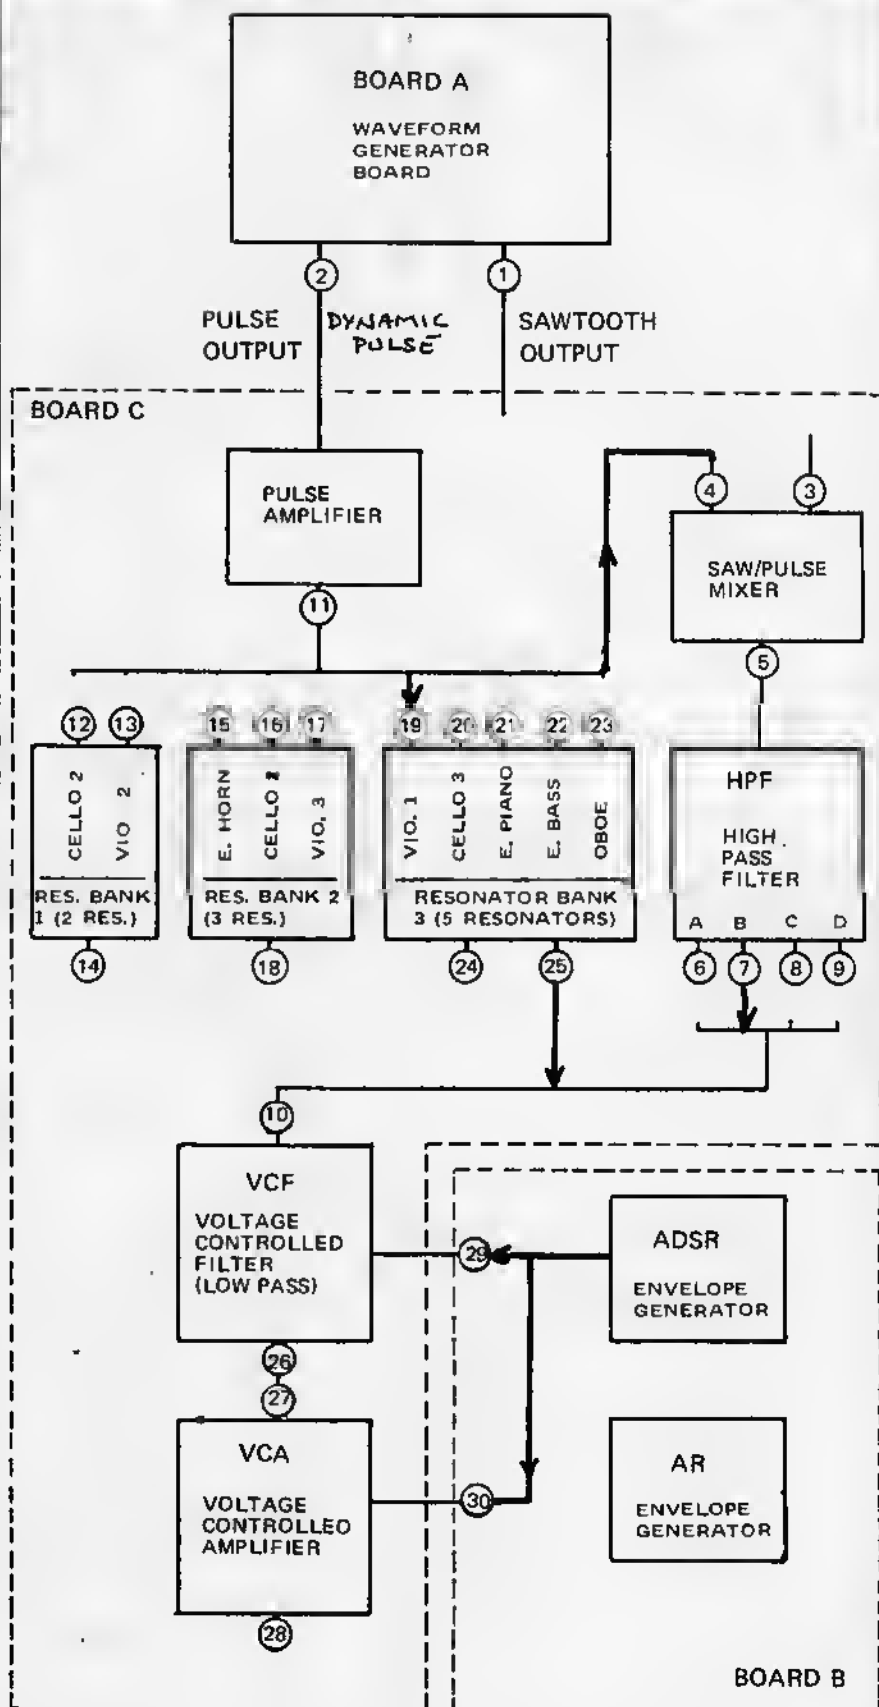 BOARD A
WAVEFORM
GENERATOR
BOARD
2
1
PULSE
OUTPUT
DYNAMIC
PULSE
SAWTOOTH
OUTPUT
BOARD C
PULSE
AMPLIFIER
11
4
3
SAW/PULSE
MIXER
5
12
13
15
16
17
19
20
21
22
23
CELLO 2
VIO 2
E. HORN
CELLO
VIO. 3
VIO. 1
CELLO 3
E. PIANO
E. BASS
OBOE
RES. BANK
1 (2 RES.)
RES. BANK 2
(3 RES.)
RESONATOR BANK
3 (5 RESONATORS)
HPF
HIGH
PASS
FILTER
A B C D
14
18
24
25
6
7
8
9
10
VCF
VOLTAGE
CONTROLLED
FILTER
(LOW PASS)
29
ADSR
ENVELOPE
GENERATOR
26
27
VCA
VOLTAGE
CONTROLLED
AMPLIFIER
30
AR
ENVELOPE
GENERATOR
28
BOARD B